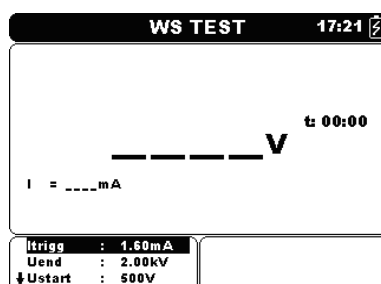 WS TEST 17:21
t: 00:00
____V
I = ____mA
Itrigg : 1.60mA
Uend : 2.00kV
↓Ustart : 500V